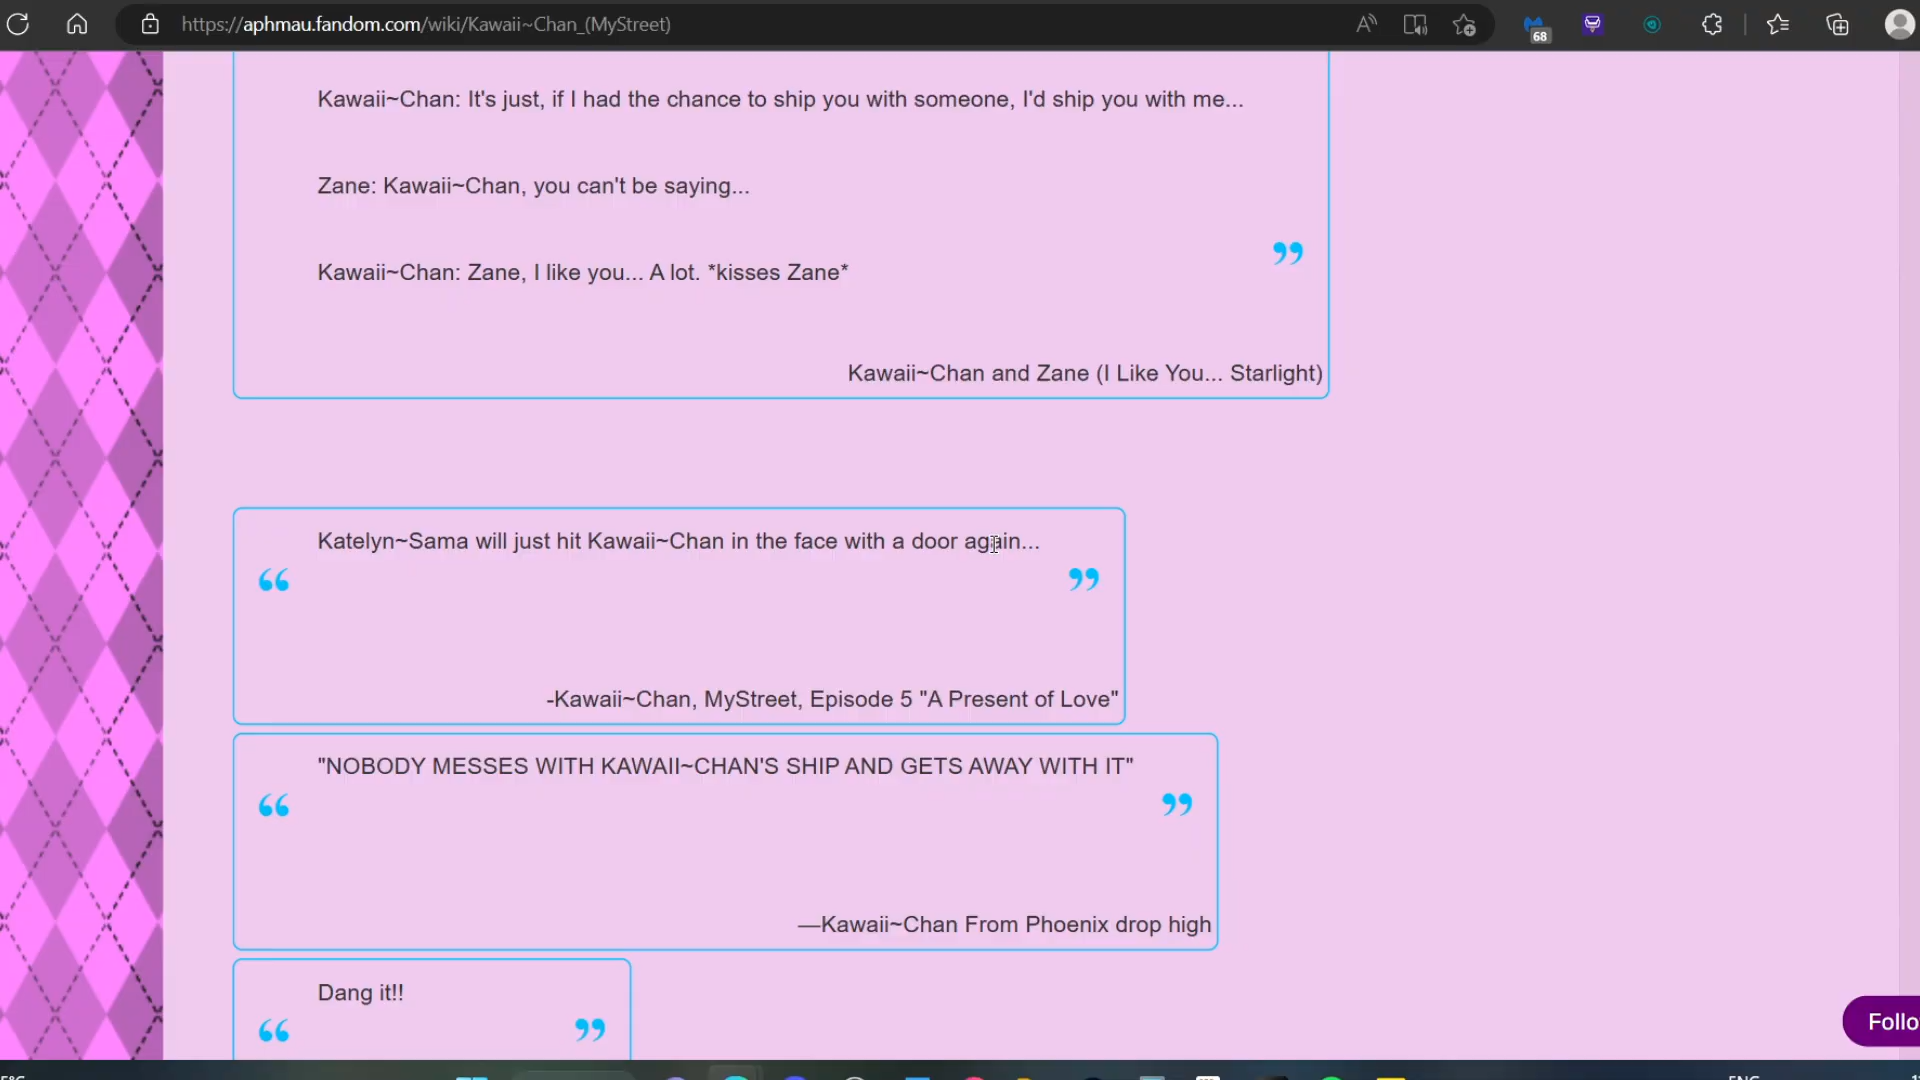 https://aphmau.fandom.com/wiki/Kawaii~Chan_(MyStreet)
68
Kawaii~Chan: It's just, if I had the chance to ship you with someone, I'd ship you with me...
Zane: Kawaii~Chan, you can't be saying...
Kawaii~Chan: Zane, I like you... A lot. *kisses Zane*
”
Kawaii~Chan and Zane (I Like You... Starlight)
Katelyn~Sama will just hit Kawaii~Chan in the face with a door again...
“ ”
-Kawaii~Chan, MyStreet, Episode 5 "A Present of Love"
"NOBODY MESSES WITH KAWAII~CHAN'S SHIP AND GETS AWAY WITH IT"
“ ”
—Kawaii~Chan From Phoenix drop high
Dang it!!
“ ”
Follo